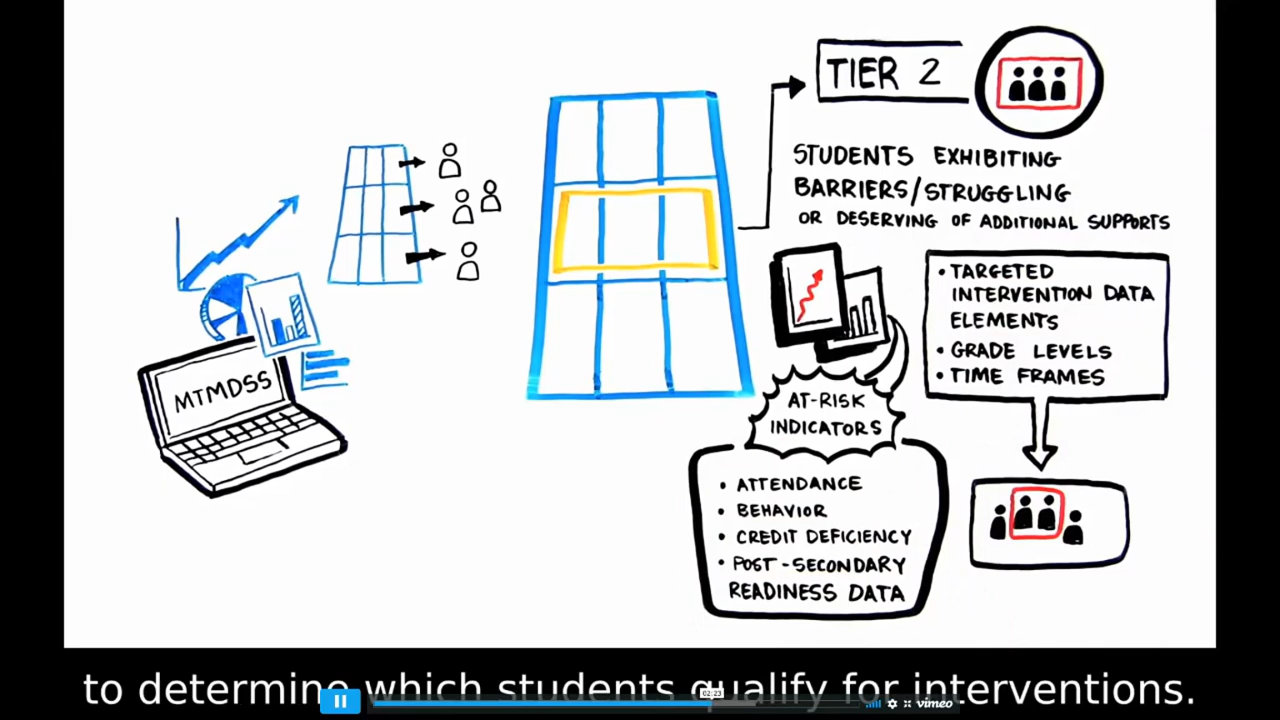 TIER 2
STUDENTS EXHIBITING
BARRIERS/STRUGGLING
OR DESERVING OF ADDITIONAL SUPPORTS
MTMDSS
• TARGETED
INTERVENTION DATA
ELEMENTS
• GRADE LEVELS
• TIME FRAMES
AT-RISK
INDICATORS
• ATTENDANCE
• BEHAVIOR
• CREDIT DEFICIENCY
• POST-SECONDARY
READINESS DATA
to determine which students qualify for interventions.
02:23
vimeo